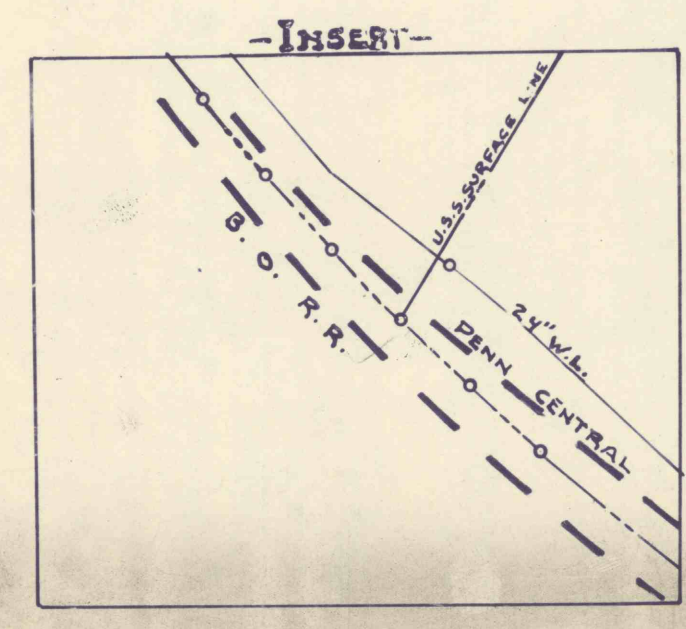 -INSERT-
U.S.S. SURFACE LINE
B. O. R.R.
24" W.L.
PENN CENTRAL